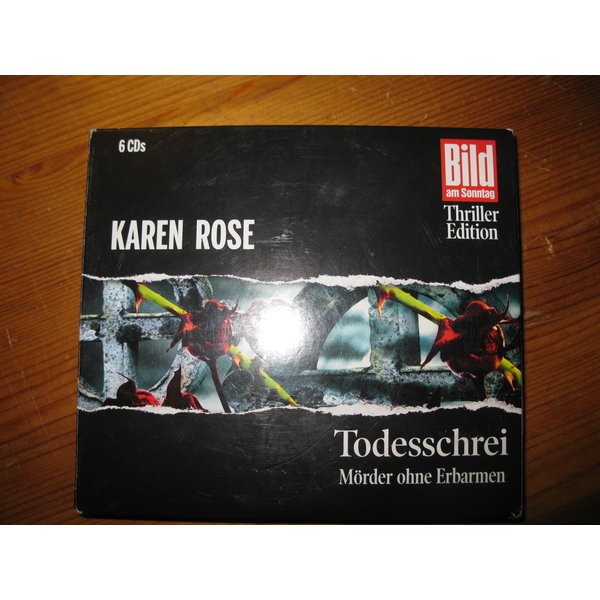 6 CDs
Bild
am Sonntag
Thriller
Edition
KAREN ROSE
Todesschrei
Mörder ohne Erbarmen